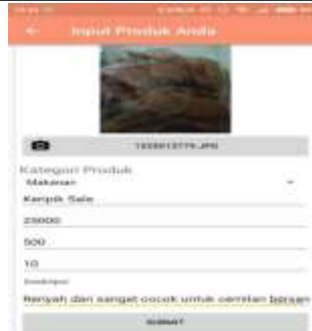 Input Produk Anda
Kategori Produk
Makanan
Keripik Sale
25000
500
10
Deskripsi
Renyah dan sangat cocok untuk cemilan bersan
SUBMIT